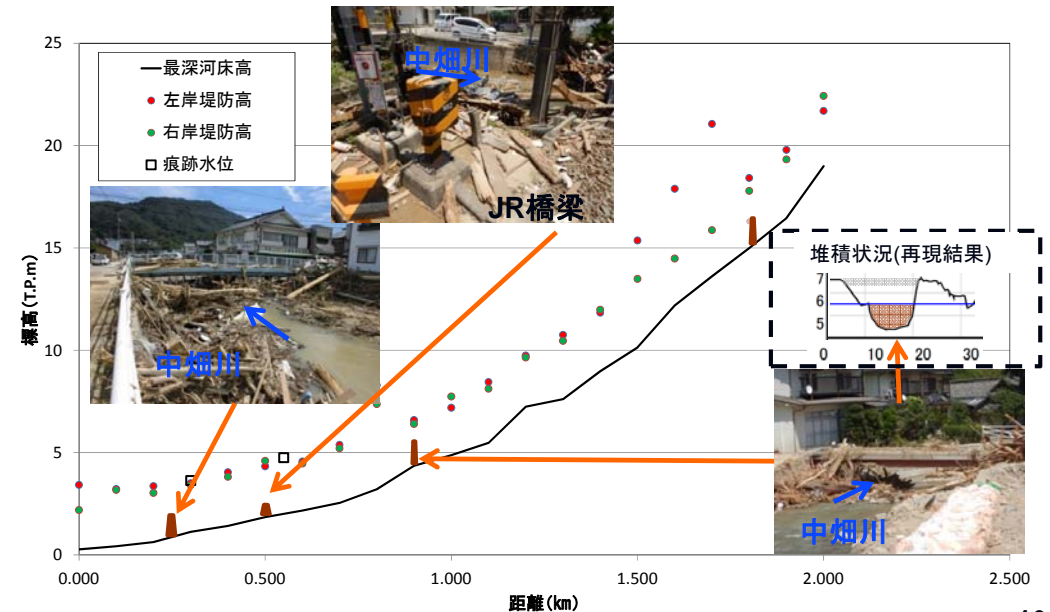 25
20
15
10
5
0
標高(T.P.m)
最深河床高
左岸堤防高
右岸堤防高
痕跡水位
中畑川
JR橋梁
中畑川
堆積状況(再現結果)
7
6
5
0 10 20 30
中畑川
0.000 0.500 1.000 1.500 2.000 2.500
距離(km)